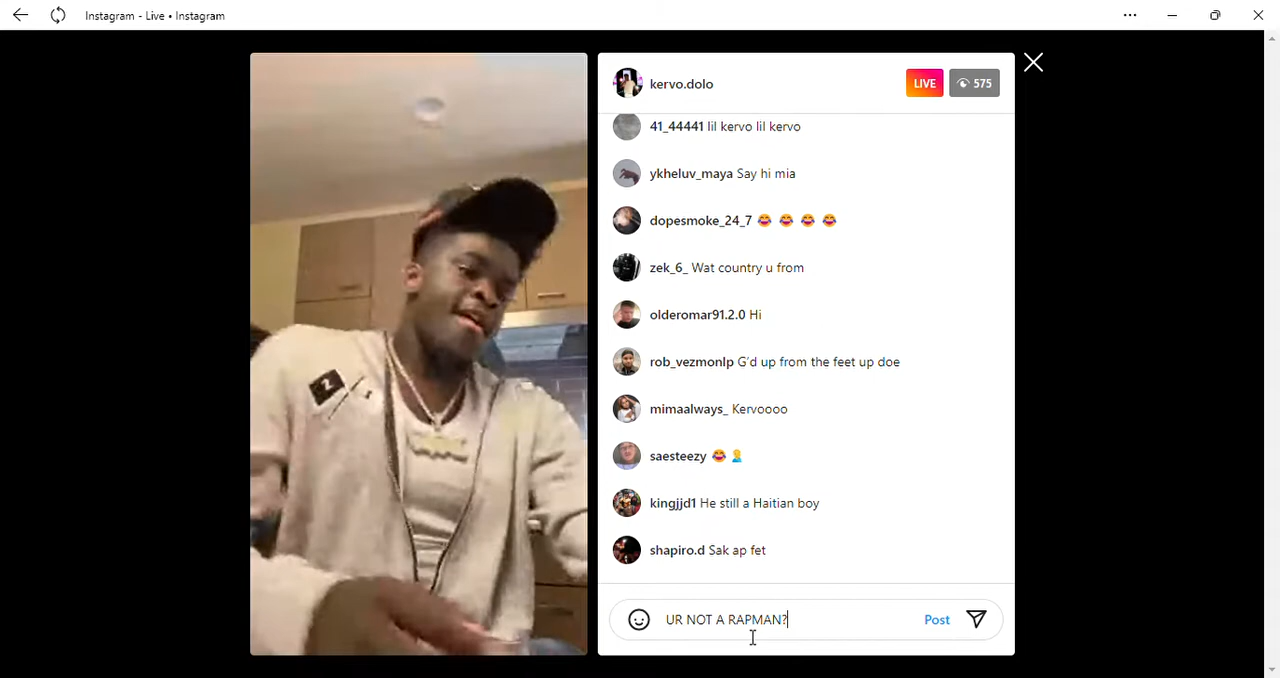 Instagram - Live • Instagram
kervo.dolo
LIVE
575
41_44441 lil kervo lil kervo
ykheluv_maya Say hi mia
dopesmoke_24_7 😂 😂 😂 😂
zek_6_ Wat country u from
olderomar91.2.0 Hi
rob_vezmonlp G'd up from the feet up doe
mimaalways_ Kervoooo
saesteezy 😂 🤦
kingjjd1 He still a Haitian boy
shapiro.d Sak ap fet
UR NOT A RAPMAN?
Post
2